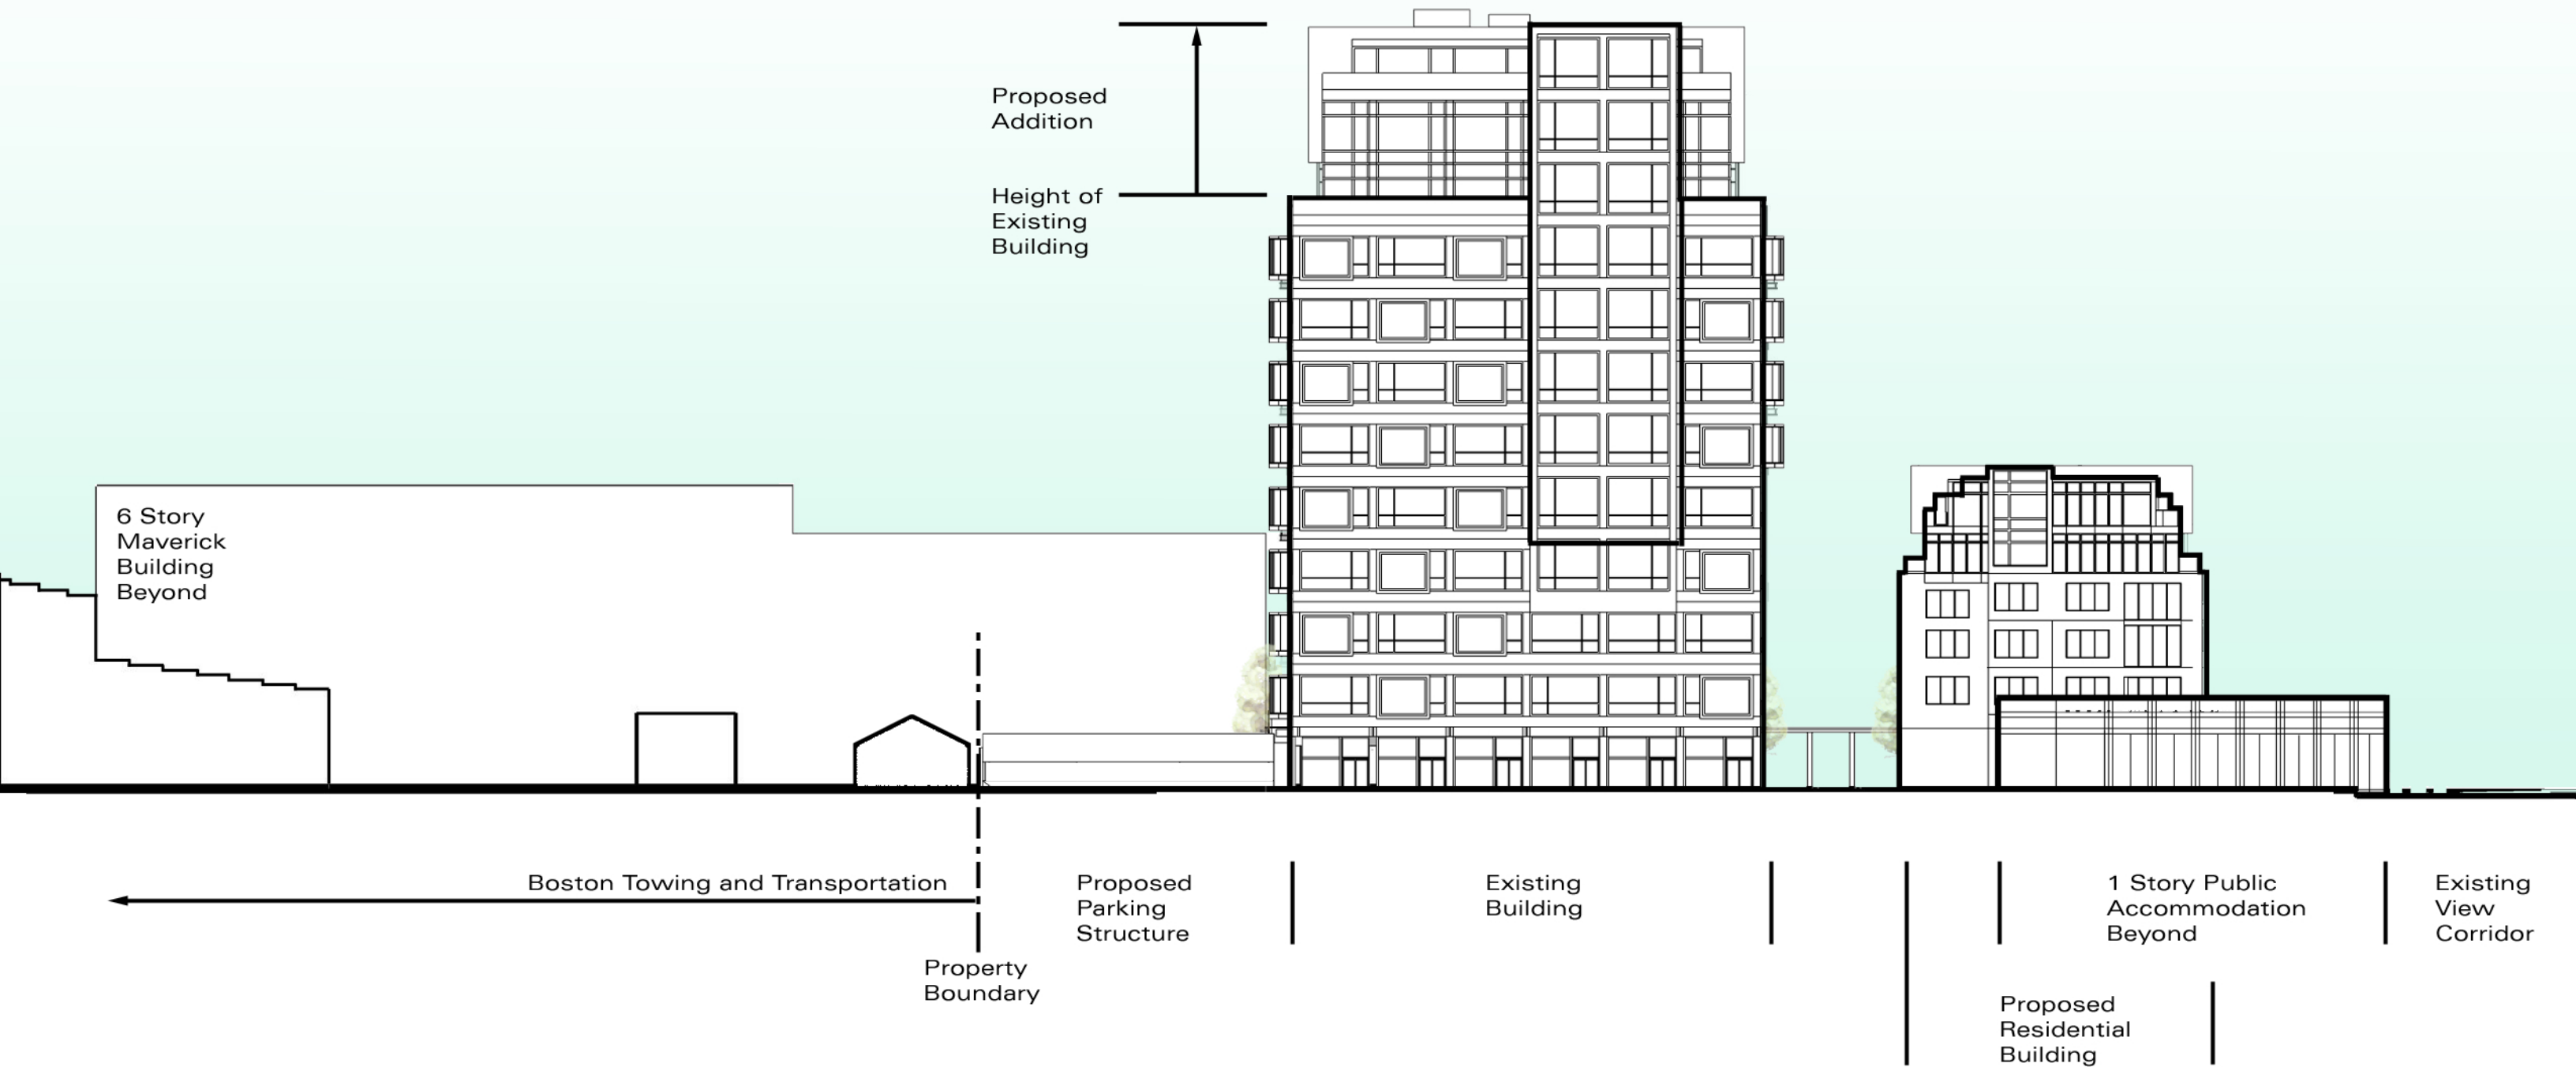 Proposed
Addition
Height of
Existing
Building
6 Story
Maverick
Building
Beyond
Boston Towing and Transportation
Property
Boundary
Proposed
Parking
Structure
Existing
Building
1 Story Public
Accommodation
Beyond
Existing
View
Corridor
Proposed
Residential
Building